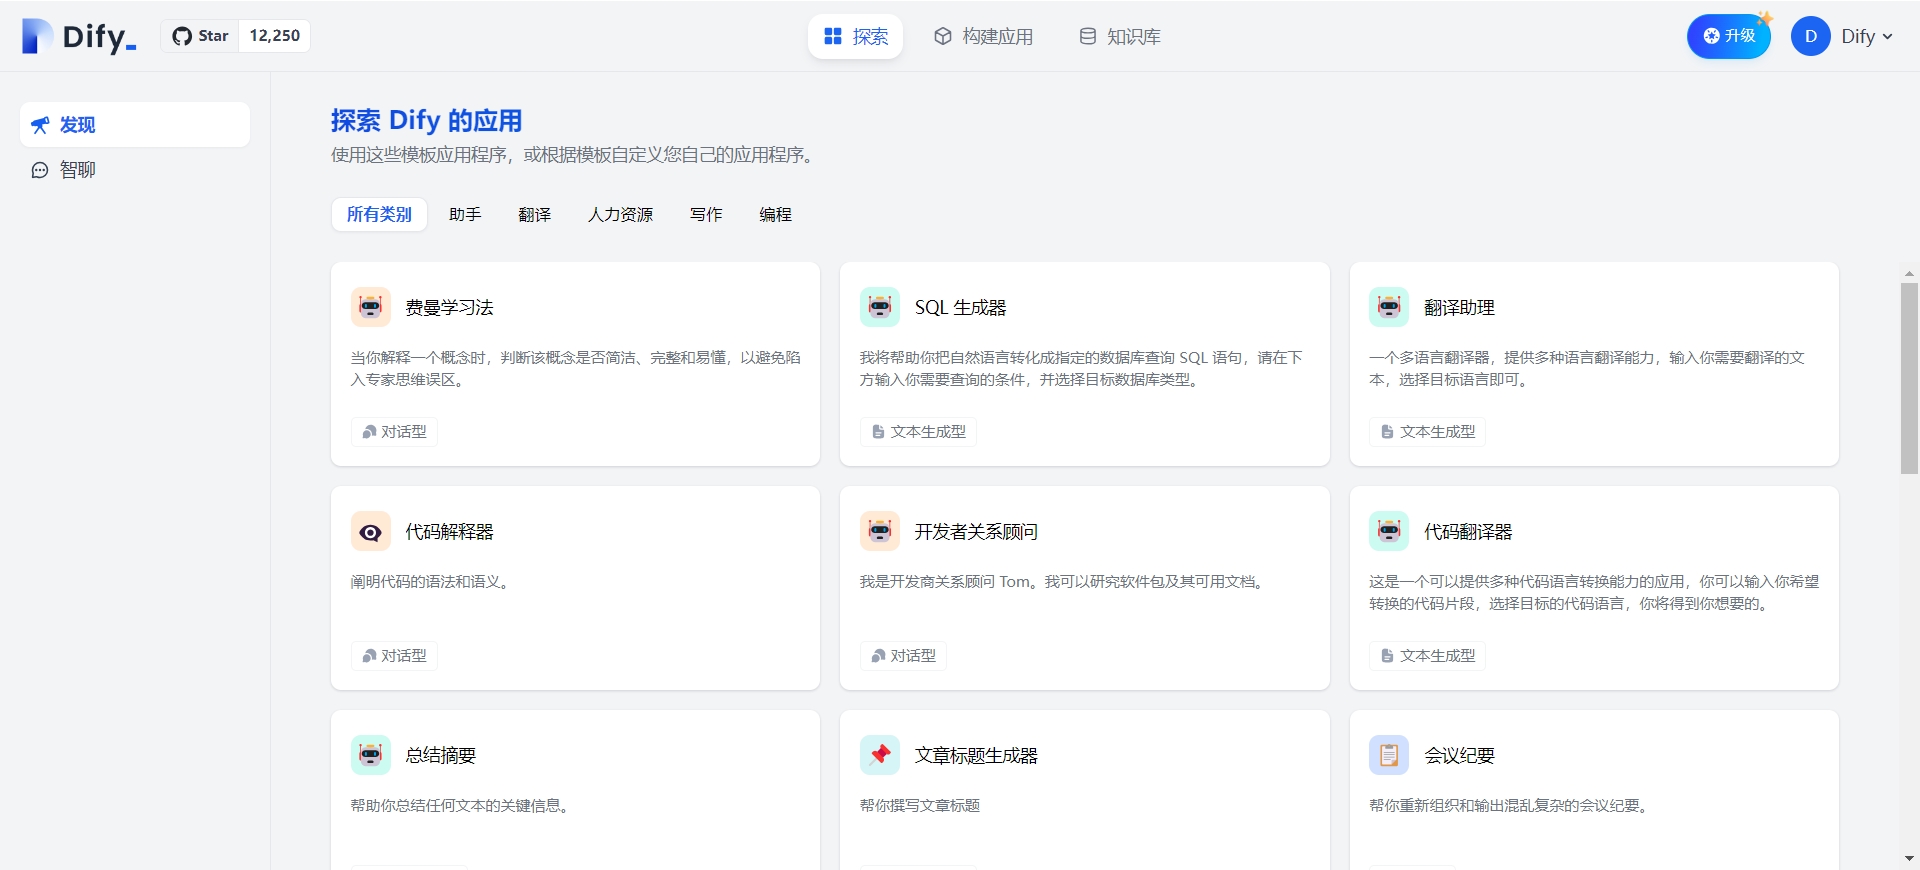 Dify_
Star 12,250
探索
构建应用
知识库
升级
D
Dify
发现
智聊
探索 Dify 的应用
使用这些模板应用程序，或根据模板自定义您自己的应用程序。
所有类别
助手
翻译
人力资源
写作
编程
费曼学习法
当你解释一个概念时，判断该概念是否简洁、完整和易懂，以避免陷
入专家思维误区。
对话型
SQL 生成器
我将帮助你把自然语言转化成指定的数据库查询 SQL 语句，请在下
方输入你需要查询的条件，并选择目标数据库类型。
文本生成型
翻译助理
一个多语言翻译器，提供多种语言翻译能力，输入你需要翻译的文
本，选择目标语言即可。
文本生成型
代码解释器
阐明代码的语法和语义。
对话型
开发者关系顾问
我是开发商关系顾问 Tom。我可以研究软件包及其可用文档。
对话型
代码翻译器
这是一个可以提供多种代码语言转换能力的应用，你可以输入你希望
转换的代码片段，选择目标的代码语言，你将得到你想要的。
文本生成型
总结摘要
帮助你总结任何文本的关键信息。
文章标题生成器
帮你撰写文章标题
会议纪要
帮你重新组织和输出混乱复杂的会议纪要。